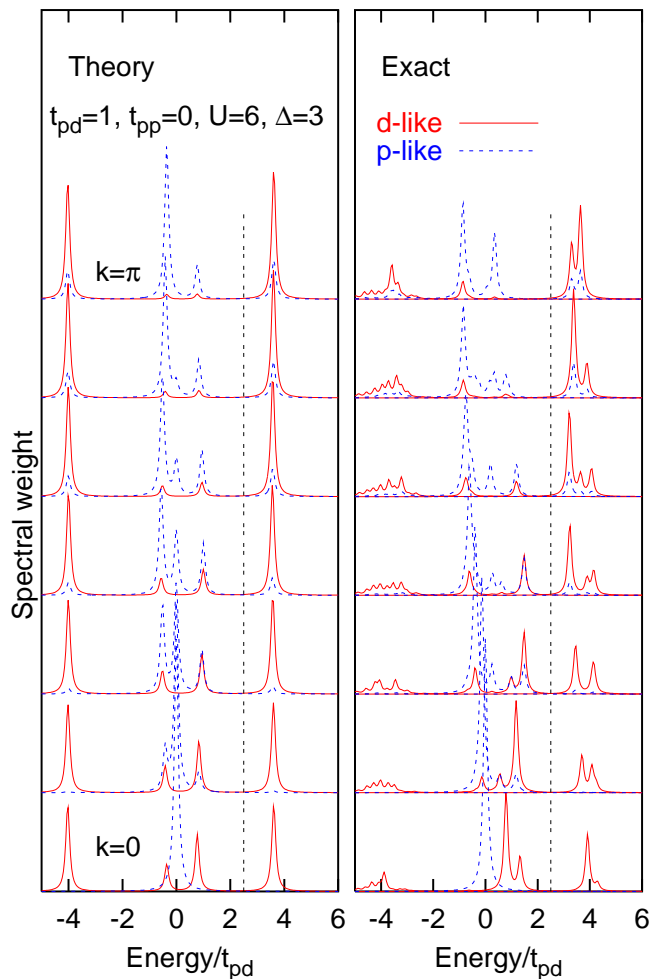 Theory
t_pd=1, t_pp=0, U=6, Δ=3
k=π
k=0
Spectral weight
-4 -2 0 2 4 6
Energy/t_pd
Exact
d-like
p-like
-4 -2 0 2 4 6
Energy/t_pd